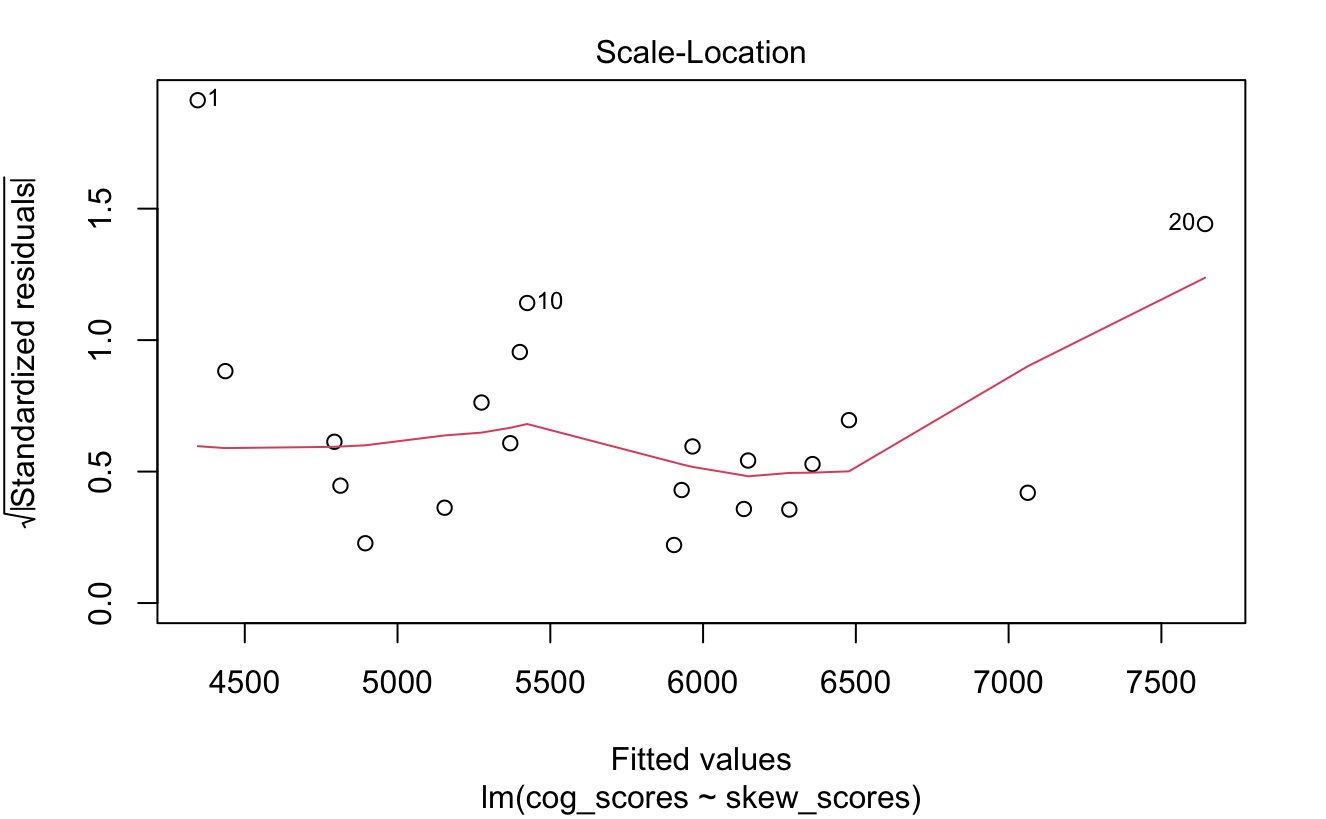 Scale-Location
√|Standardized residuals|
1.5
1.0
0.5
0.0
1
10
20
4500 5000 5500 6000 6500 7000 7500
Fitted values
lm(cog_scores ~ skew_scores)